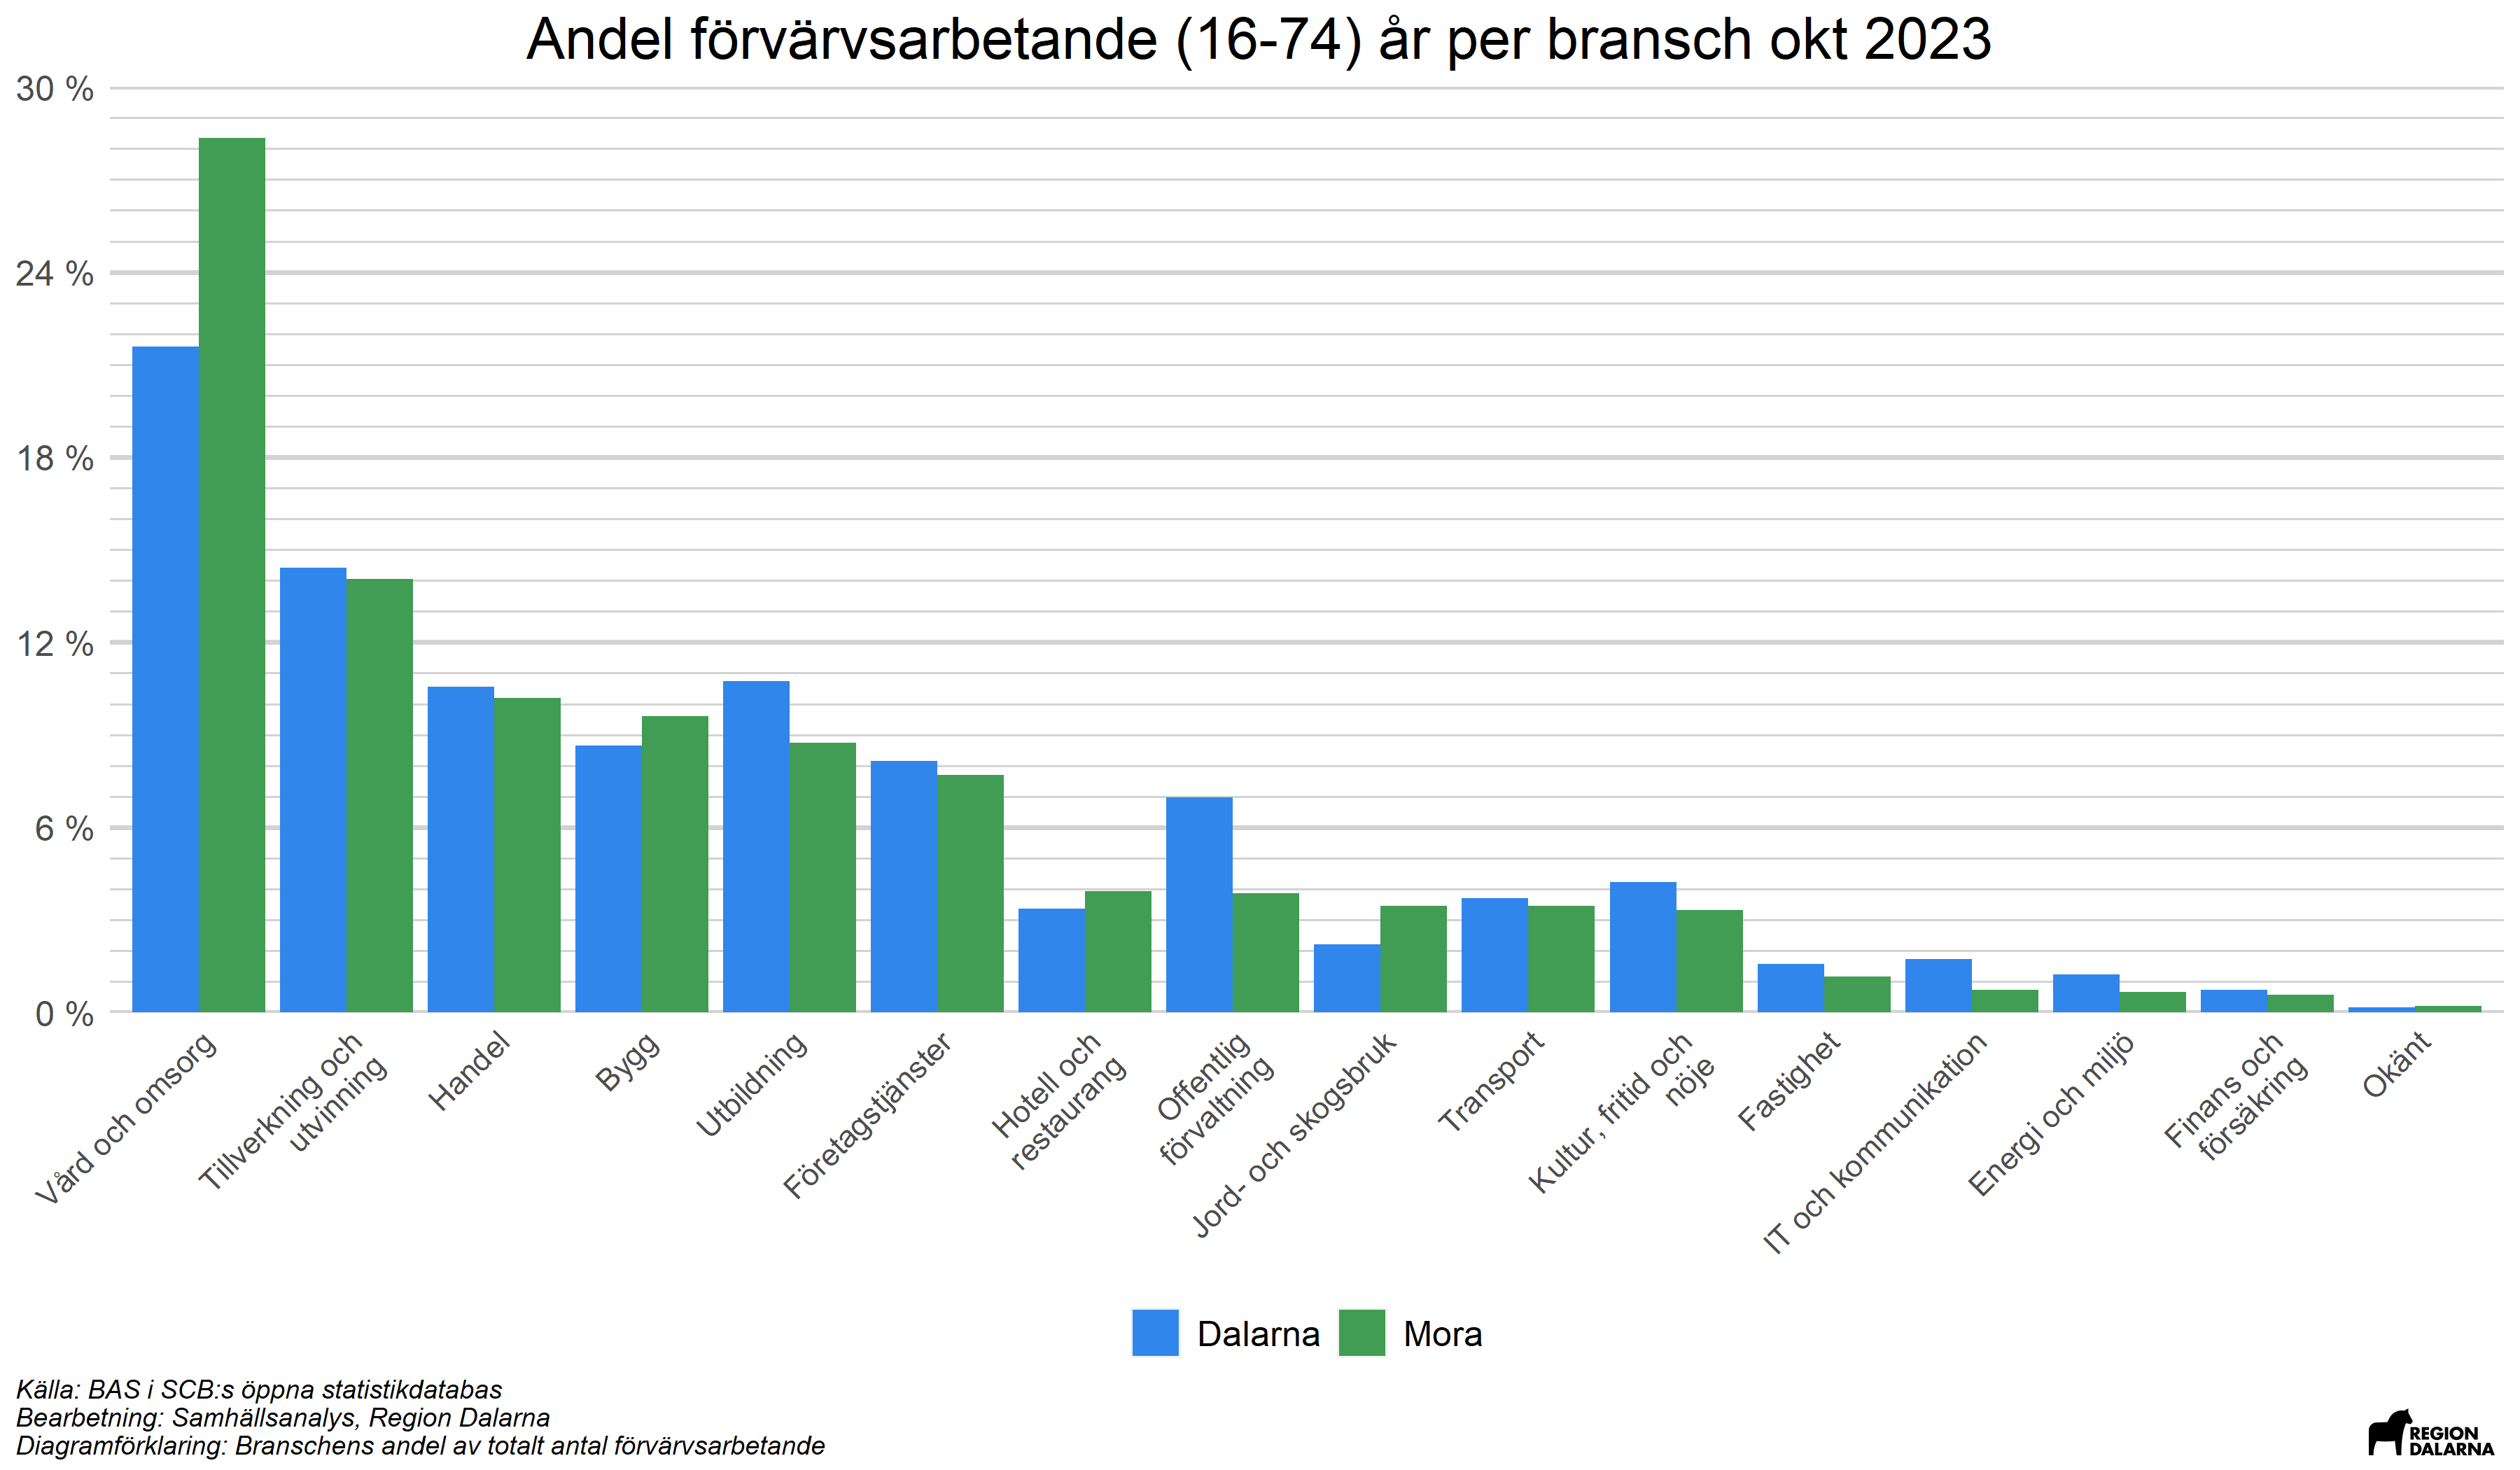 Andel förvärvsarbetande (16-74) år per bransch okt 2023
30 %
24 %
18 %
12 %
6 %
0 %
Vård och omsorg
Tillverkning och
utvinning
Handel
Bygg
Utbildning
Företagstjänster
Hotell och
restaurang
Offentlig
förvaltning
Jord- och skogsbruk
Transport
Kultur, fritid och
nöje
Fastighet
IT och kommunikation
Energi och miljö
Finans och
försäkring
Okänt
Dalarna
Mora
Källa: BAS i SCB:s öppna statistikdatabas
Bearbetning: Samhällsanalys, Region Dalarna
Diagramförklaring: Branschens andel av totalt antal förvärvsarbetande
REGION
DALARNA